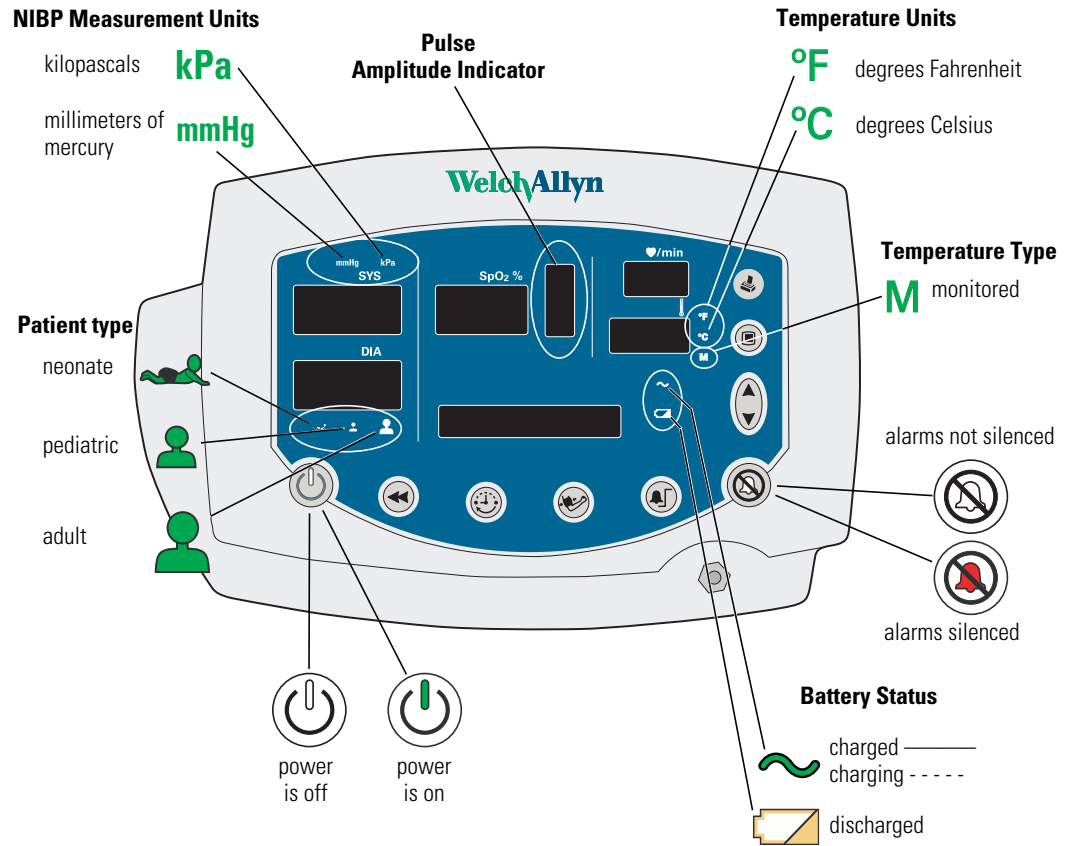 NIBP Measurement Units
kilopascals kPa
millimeters of
mercury
mmHg
Pulse
Amplitude Indicator
Temperature Units
°F degrees Fahrenheit
°C degrees Celsius
WelchAllyn
mmHg kPa
SYS
SpO2 %
♥/min
°F
°C
M
DIA
Temperature Type
M monitored
Patient type
neonate
pediatric
adult
alarms not silenced
alarms silenced
power
is off
power
is on
Battery Status
charged
charging - - - - -
discharged